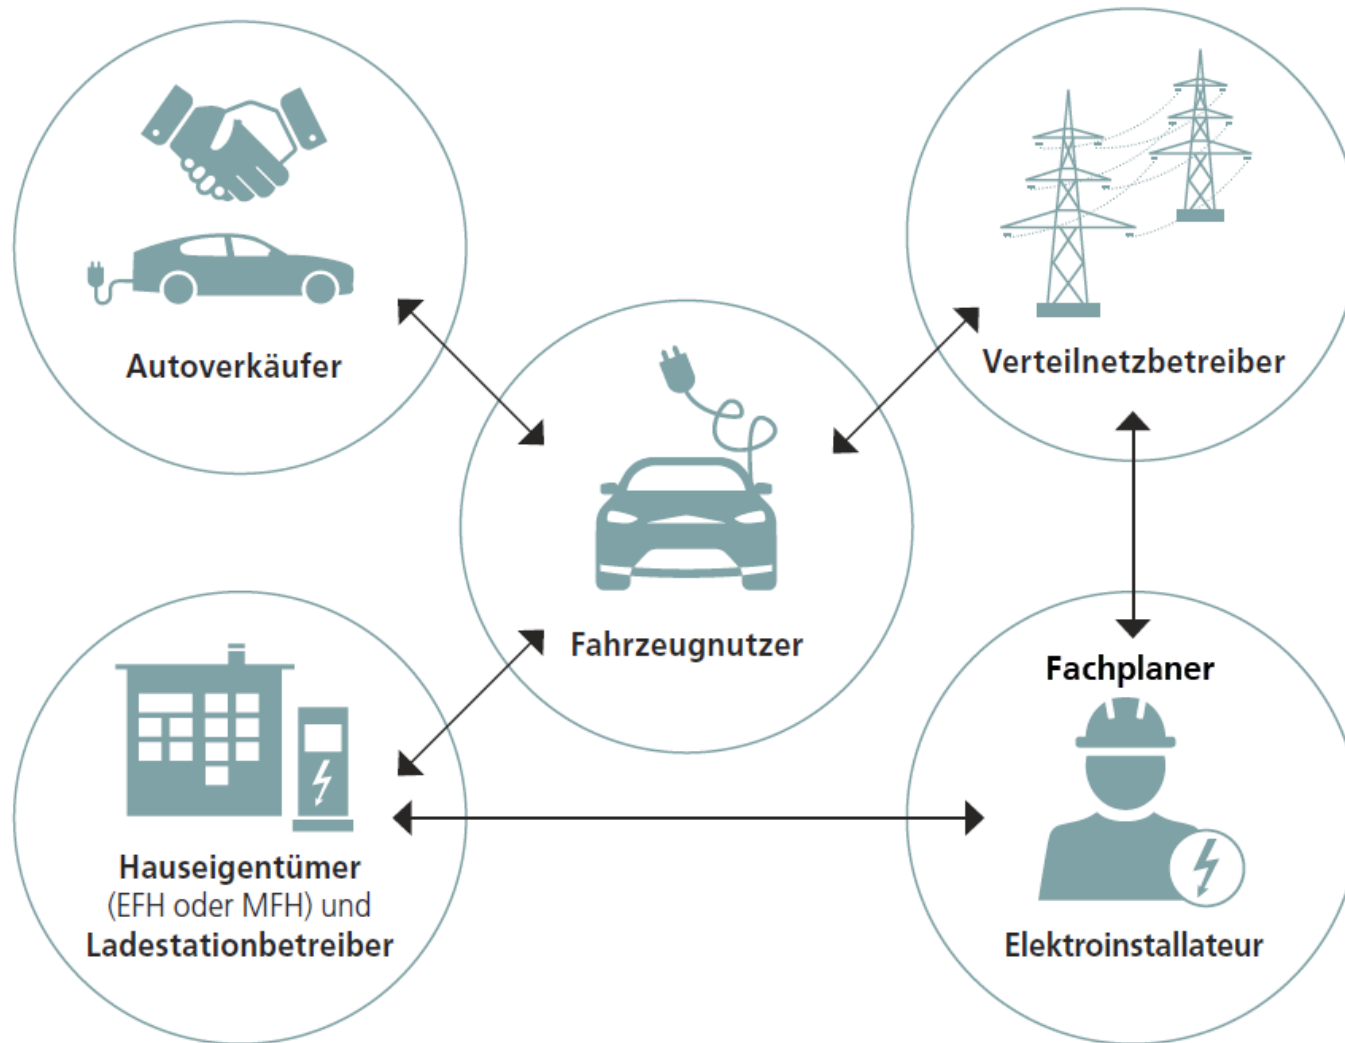 Autoverkäufer
Verteilnetzbetreiber
Fahrzeugnutzer
Hauseigentümer
(EFH oder MFH) und
Ladestationbetreiber
Fachplaner
Elektroinstallateur